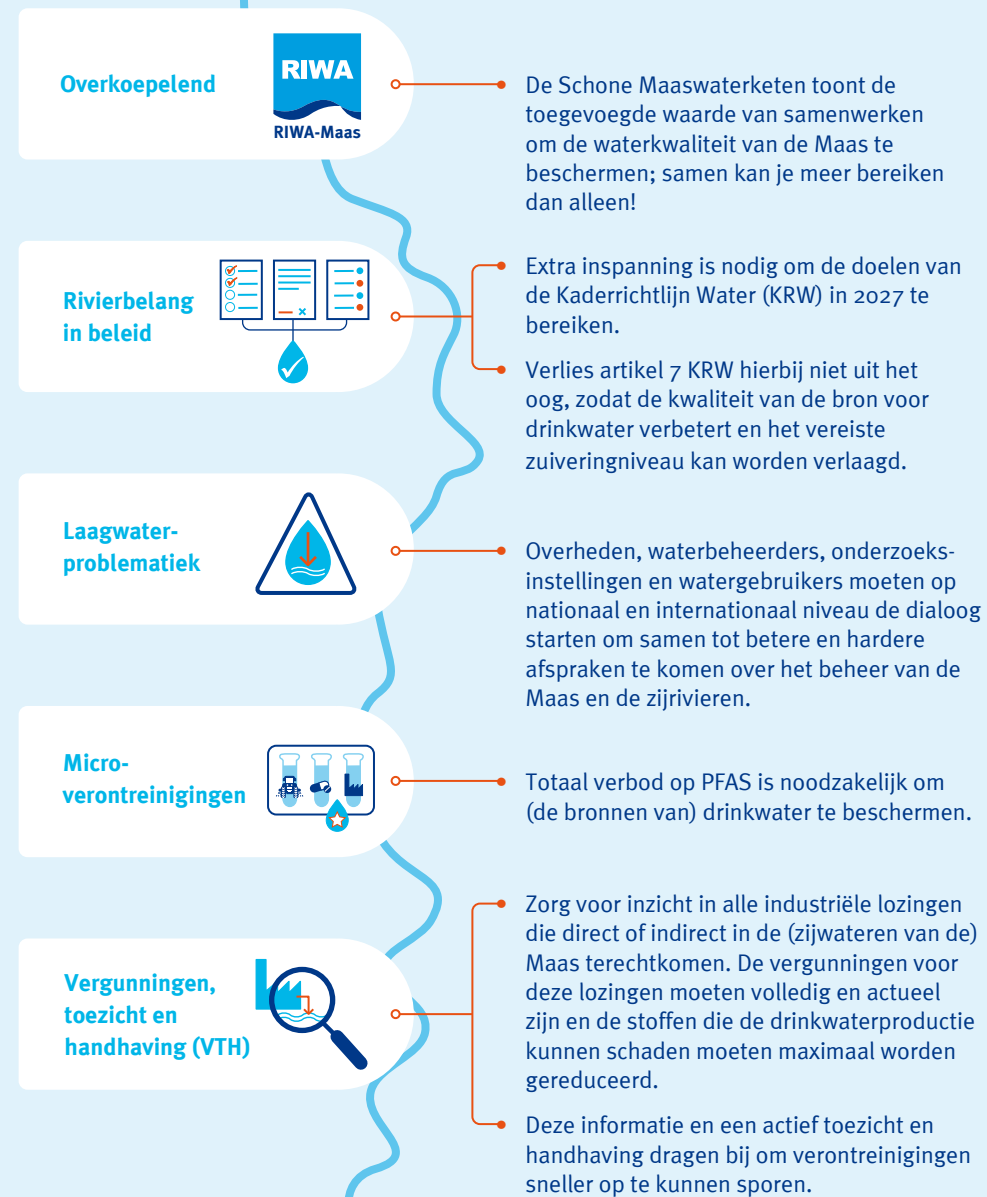 Overkoepelend
RIWA
RIWA-Maas
De Schone Maaswaterketen toont de
toegevoegde waarde van samenwerken
om de waterkwaliteit van de Maas te
beschermen; samen kan je meer bereiken
dan alleen!
Rivierbelang
in beleid
Extra inspanning is nodig om de doelen van
de Kaderrichtlijn Water (KRW) in 2027 te
bereiken.
Verlies artikel 7 KRW hierbij niet uit het
oog, zodat de kwaliteit van de bron voor
drinkwater verbetert en het vereiste
zuiveringniveau kan worden verlaagd.
Laagwater-
problematiek
Overheden, waterbeheerders, onderzoeks-
instellingen en watergebruikers moeten op
nationaal en internationaal niveau de dialoog
starten om samen tot betere en hardere
afspraken te komen over het beheer van de
Maas en de zijrivieren.
Micro-
verontreinigingen
Totaal verbod op PFAS is noodzakelijk om
(de bronnen van) drinkwater te beschermen.
Vergunningen,
toezicht en
handhaving (VTH)
Zorg voor inzicht in alle industriële lozingen
die direct of indirect in de (zijwateren van de)
Maas terechtkomen. De vergunningen voor
deze lozingen moeten volledig en actueel
zijn en de stoffen die de drinkwaterproductie
kunnen schaden moeten maximaal worden
gereduceerd.
Deze informatie en een actief toezicht en
handhaving dragen bij om verontreinigingen
sneller op te kunnen sporen.